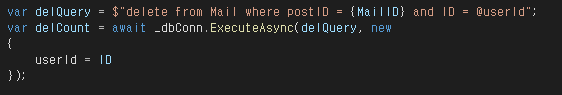 var delQuery = $"delete from Mail where postID = {MailID} and ID = @userId";
var delCount = await _dbConn.ExecuteAsync(delQuery, new
{
    userId = ID
});